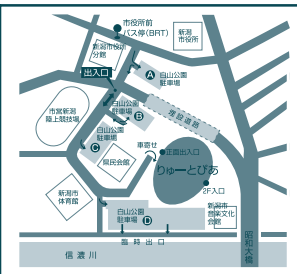 市役所前
バス停(BRT)
新潟
市役所
新潟市役所
分館
出入口
A
白山公園
駐車場
白山公園
駐車場
B
市営新潟
陸上競技場
白山公園
駐車場
C
県民会館
車寄せ
正面出入口
りゅーとぴあ
2F入口
新潟市
体育館
白山公園
駐車場
D
新潟市
音楽文化
会館
臨時出口
信濃川
昭和大橋